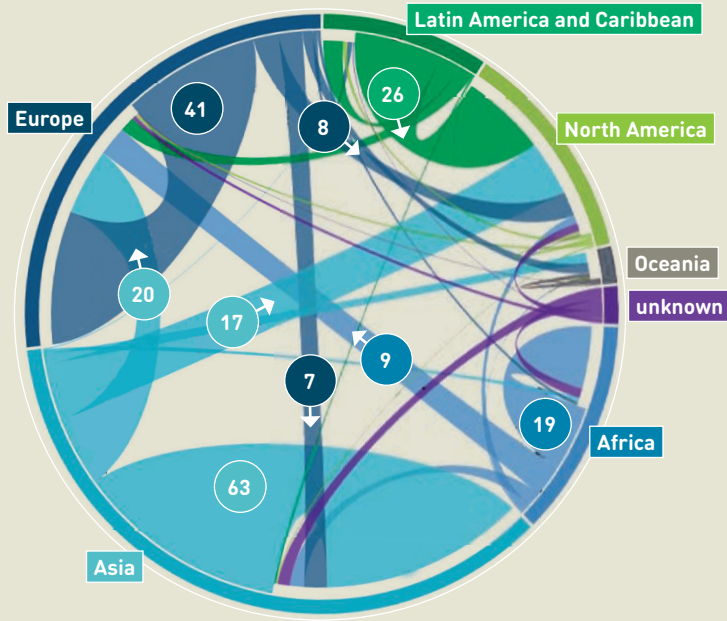 Latin America and Caribbean
41
26
Europe
8
North America
Oceania
20
unknown
17
9
7
19
Africa
63
Asia